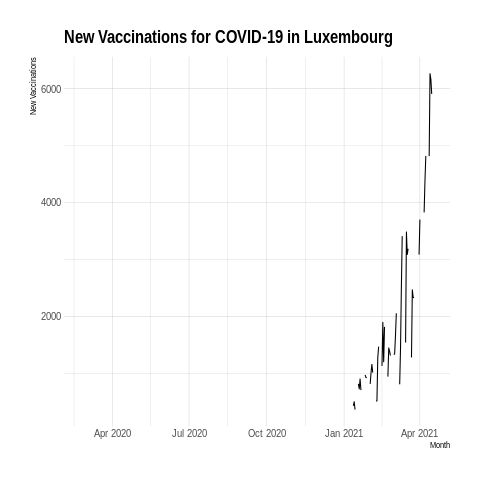 New Vaccinations for COVID-19 in Luxembourg
New Vaccinations
6000
4000
2000
Apr 2020 Jul 2020 Oct 2020 Jan 2021 Apr 2021
Month